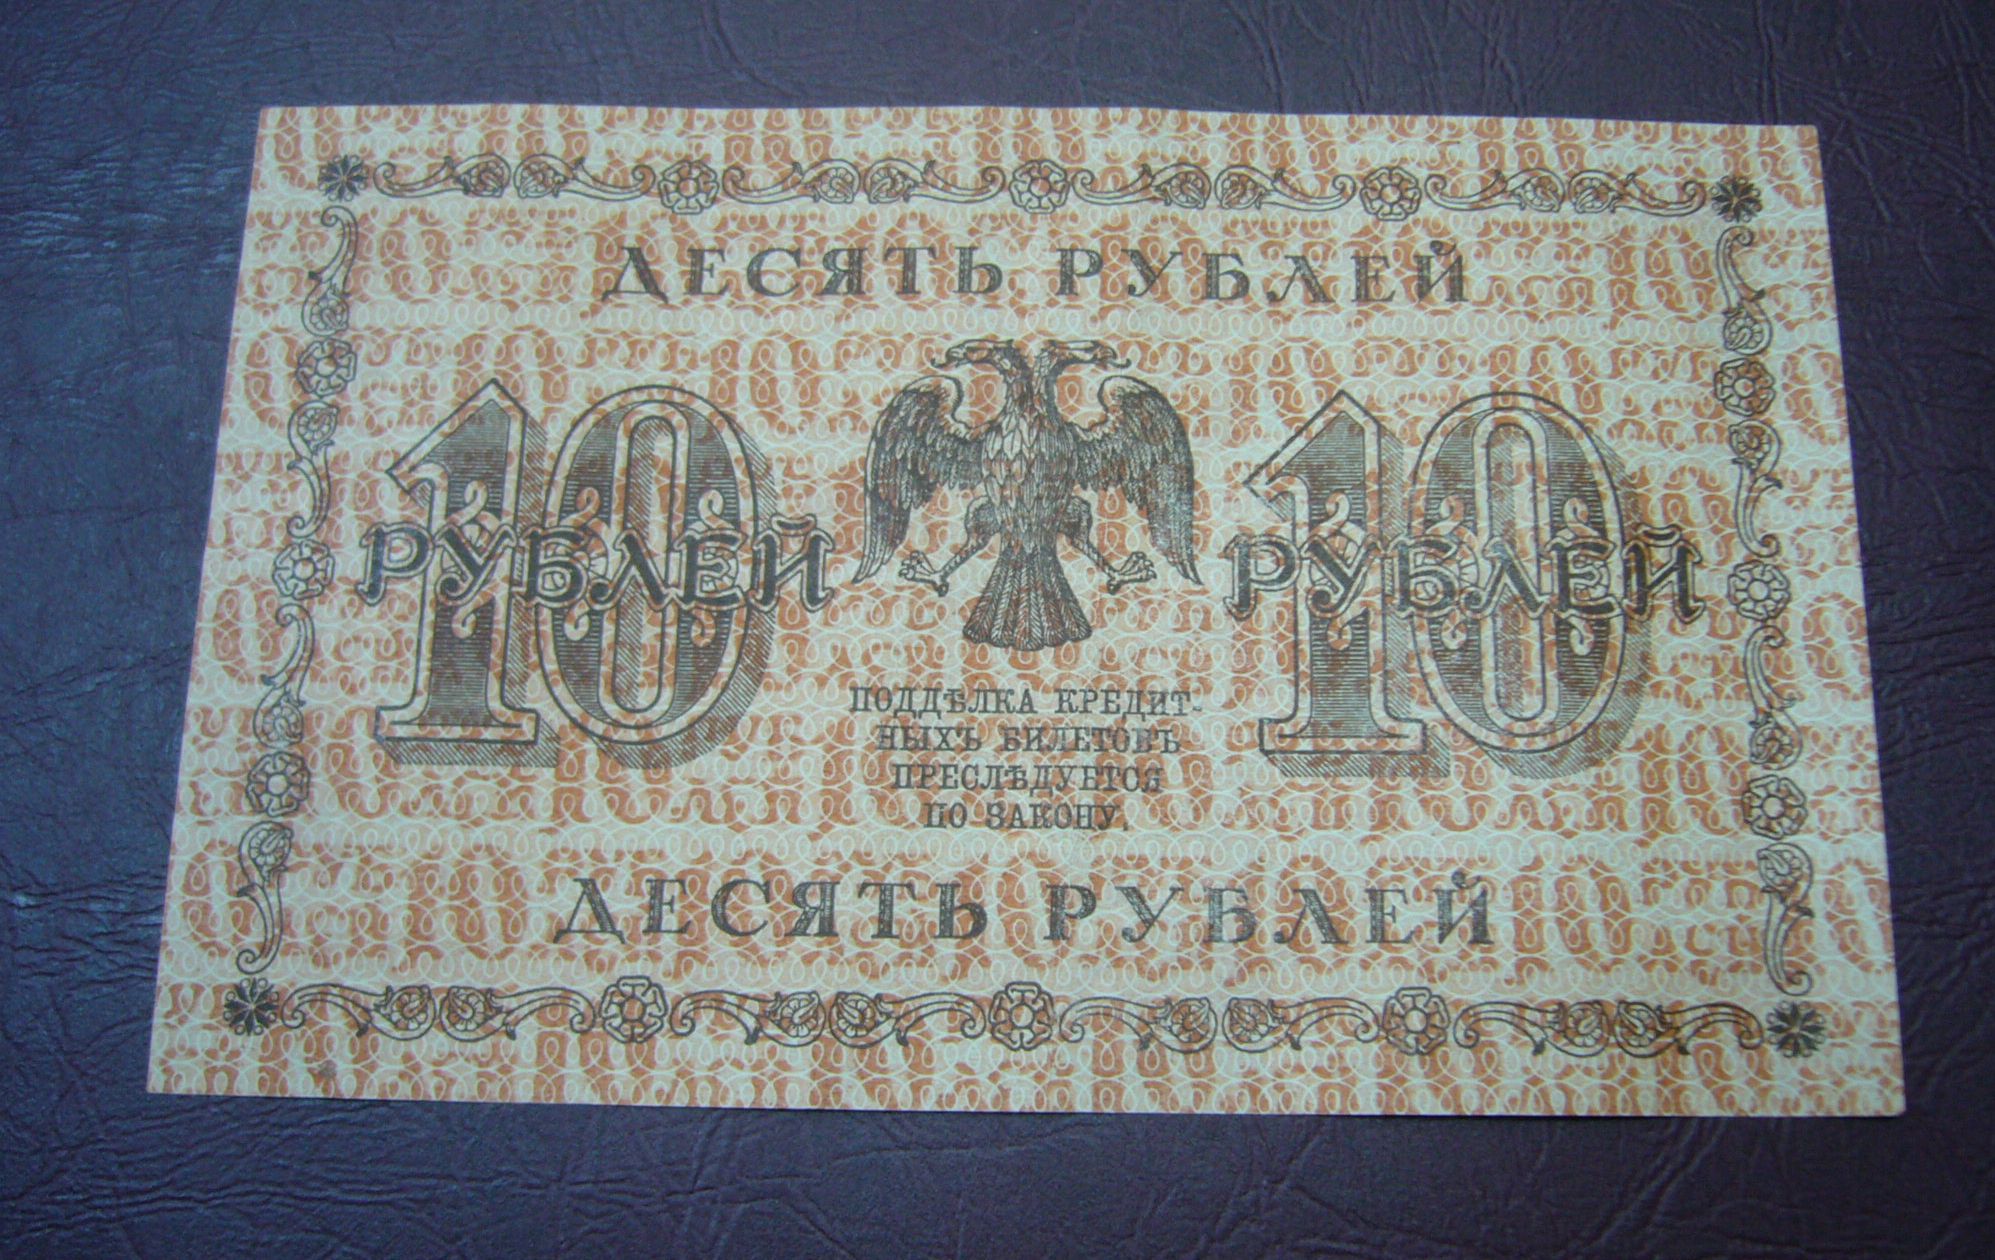 ДЕСЯТЬ РУБЛЕЙ
10 10
РУБЛЕЙ РУБЛЕЙ
ПОДДѢЛКА КРЕДИТ-
НЫХЪ БИЛЕТОВЪ
ПРЕСЛѢДУЕТСЯ
ПО ЗАКОНУ.
ДЕСЯТЬ РУБЛЕЙ